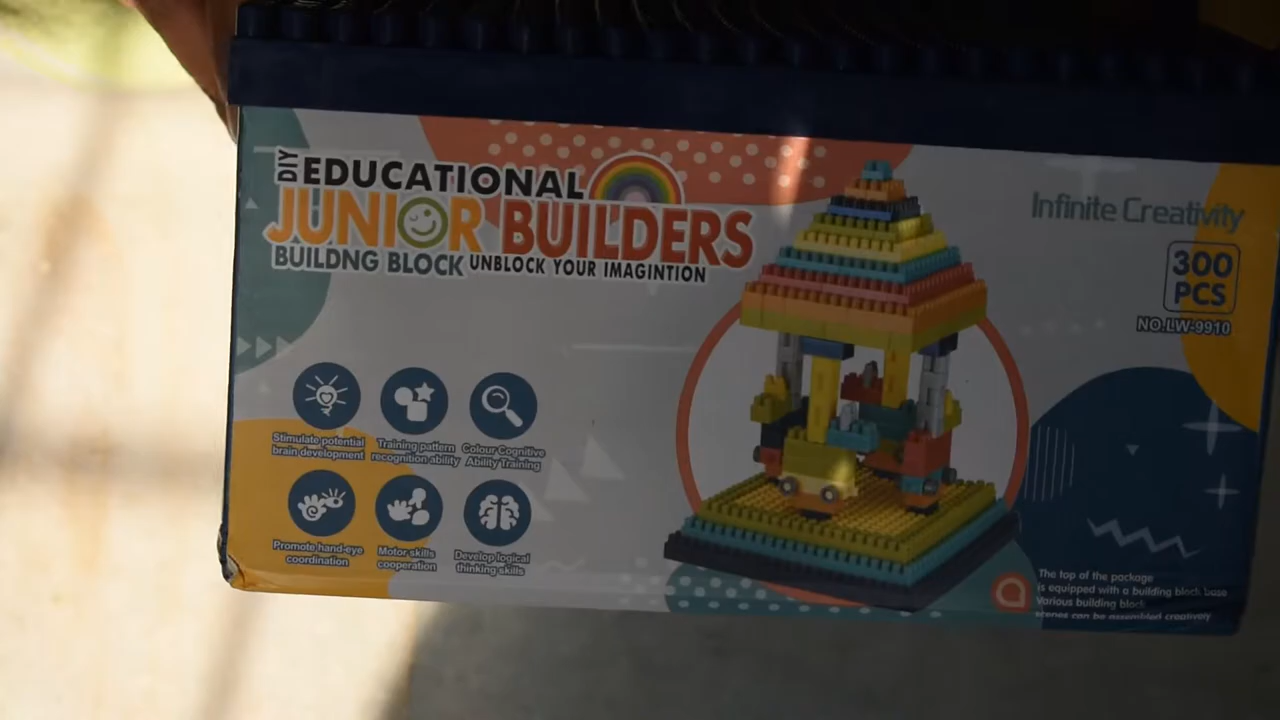 DIY EDUCATIONAL
JUNIOR BUILDERS
BUILDNG BLOCK UNBLOCK YOUR IMAGINTION
Infinite Creativity
300
PCS
NO.LW-9910
Stimulate potential
brain development
Training pattern
recognition ability
Colour Cognitive
Ability Training
Promote hand-eye
coordination
Motor skills
cooperation
Develop logical
thinking skills
The top of the package
is equipped with a building block base
Various building block
scenes can be assembled creatively